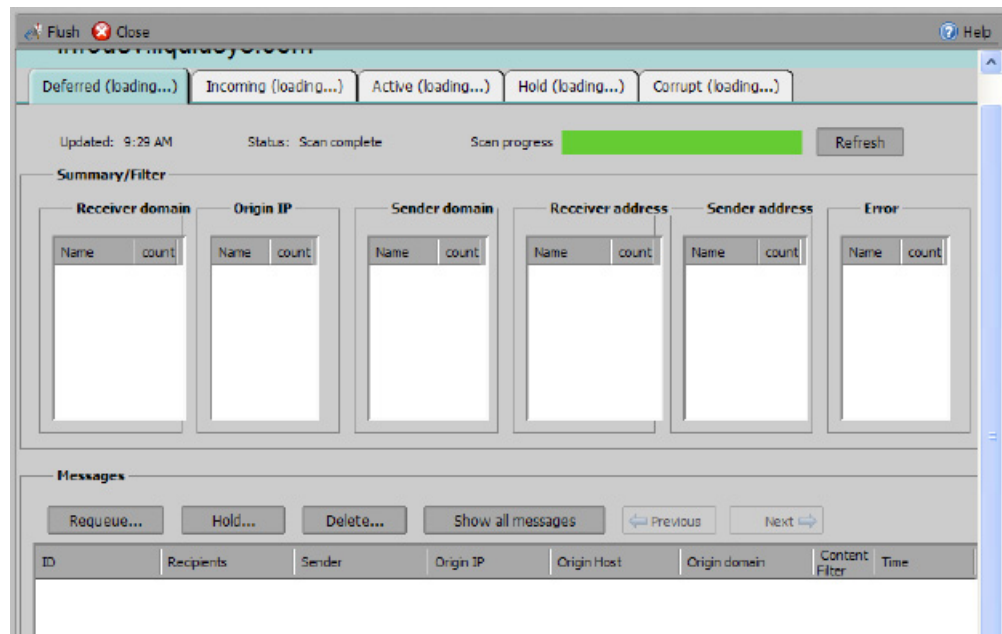 Flush Close Help
Deferred (loading...) Incoming (loading...) Active (loading...) Hold (loading...) Corrupt (loading...)
Updated: 9:29 AM Status: Scan complete Scan progress Refresh
Summary/Filter
Receiver domain Origin IP Sender domain Receiver address Sender address Error
Name count Name count Name count Name count Name count Name count
Messages
Requeue... Hold... Delete... Show all messages Previous Next
ID Recipients Sender Origin IP Origin Host Origin domain Content Filter Time